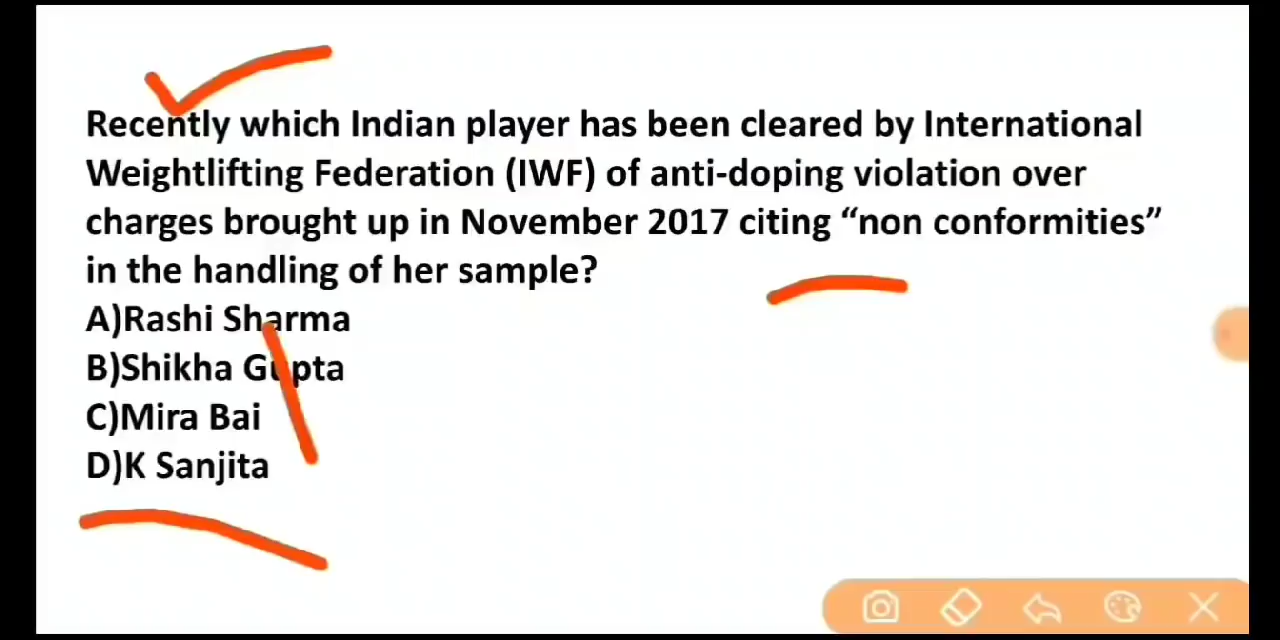 Recently which Indian player has been cleared by International
Weightlifting Federation (IWF) of anti-doping violation over
charges brought up in November 2017 citing “non conformities”
in the handling of her sample?
A)Rashi Sharma
B)Shikha Gupta
C)Mira Bai
D)K Sanjita